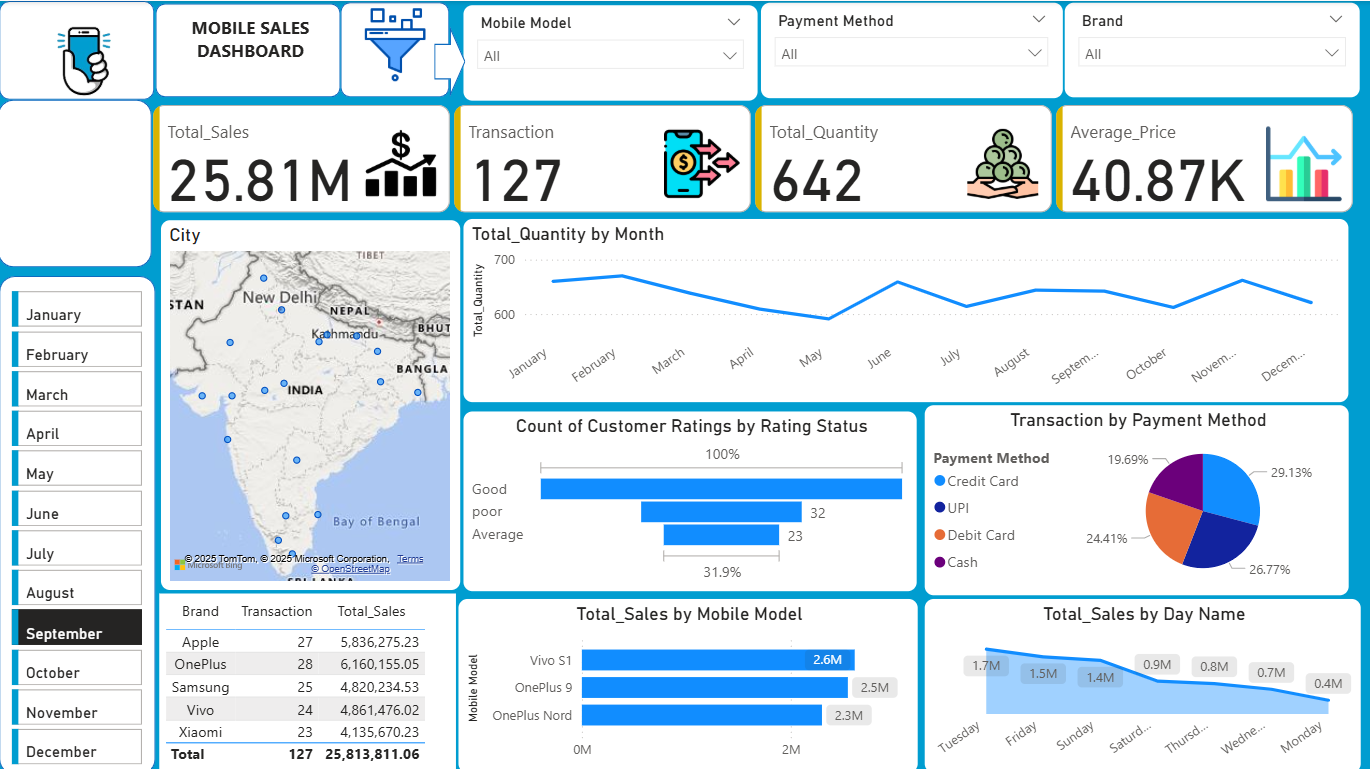 MOBILE SALES
DASHBOARD
Mobile Model
All
Payment Method
All
Brand
All
Total_Sales
25.81M
$
Transaction
127
$
Total_Quantity
642
Average_Price
40.87K
January
February
March
April
May
June
July
August
September
October
November
December
City
TIBET
STAN
New Delhi
NEPAL
Kathmandu
BHUT
BANGLA
INDIA
Bay of Bengal
© 2025 TomTom, © 2025 Microsoft Corporation, Terms
Microsoft Bing
© OpenStreetMap
SRI LANKA
Total_Quantity by Month
Total_Quantity
700
600
January
February
March
April
May
June
July
August
Septem...
October
Novem...
Decem...
Count of Customer Ratings by Rating Status
100%
Good
poor
32
Average
23
31.9%
Transaction by Payment Method
Payment Method
Credit Card
UPI
Debit Card
Cash
19.69%
29.13%
24.41%
26.77%
Brand Transaction Total_Sales
Apple 27 5,836,275.23
OnePlus 28 6,160,155.05
Samsung 25 4,820,234.53
Vivo 24 4,861,476.02
Xiaomi 23 4,135,670.23
Total 127 25,813,811.06
Total_Sales by Mobile Model
Mobile Model
Vivo S1 2.6M
OnePlus 9 2.5M
OnePlus Nord 2.3M
0M 2M
Total_Sales by Day Name
1.7M
1.5M
1.4M
0.9M
0.8M
0.7M
0.4M
Tuesday
Friday
Sunday
Saturd...
Thursd...
Wedne...
Monday